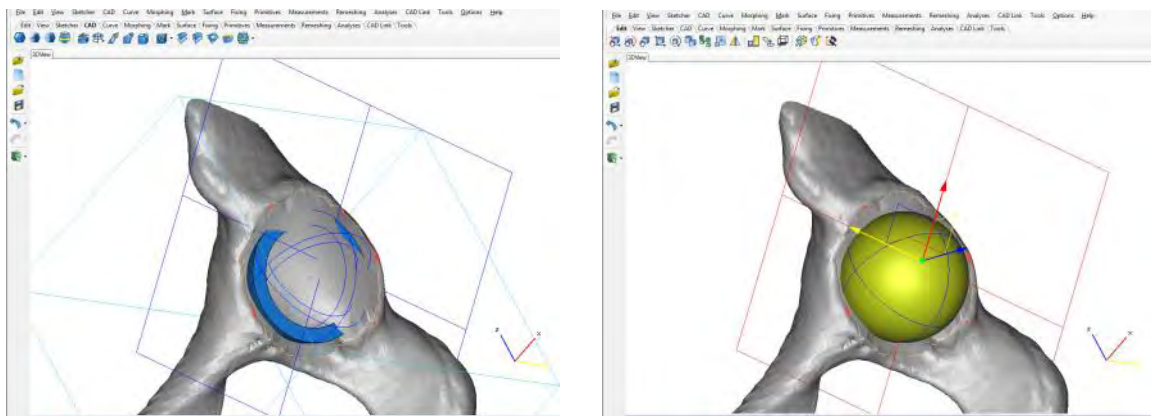 File Edit View Sketcher CAD Curve Morphing Mark Surface Fixing Primitives Measurements Remeshing Analyses CAD Link Tools Options Help
Edit View Sketcher CAD Curve Morphing Mark Surface Fixing Primitives Measurements Remeshing Analyses CAD Link Tools
3DView
z
x
File Edit View Sketcher CAD Curve Morphing Mark Surface Fixing Primitives Measurements Remeshing Analyses CAD Link Tools Options Help
Edit View Sketcher CAD Curve Morphing Mark Surface Fixing Primitives Measurements Remeshing Analyses CAD Link Tools
3DView
z
x